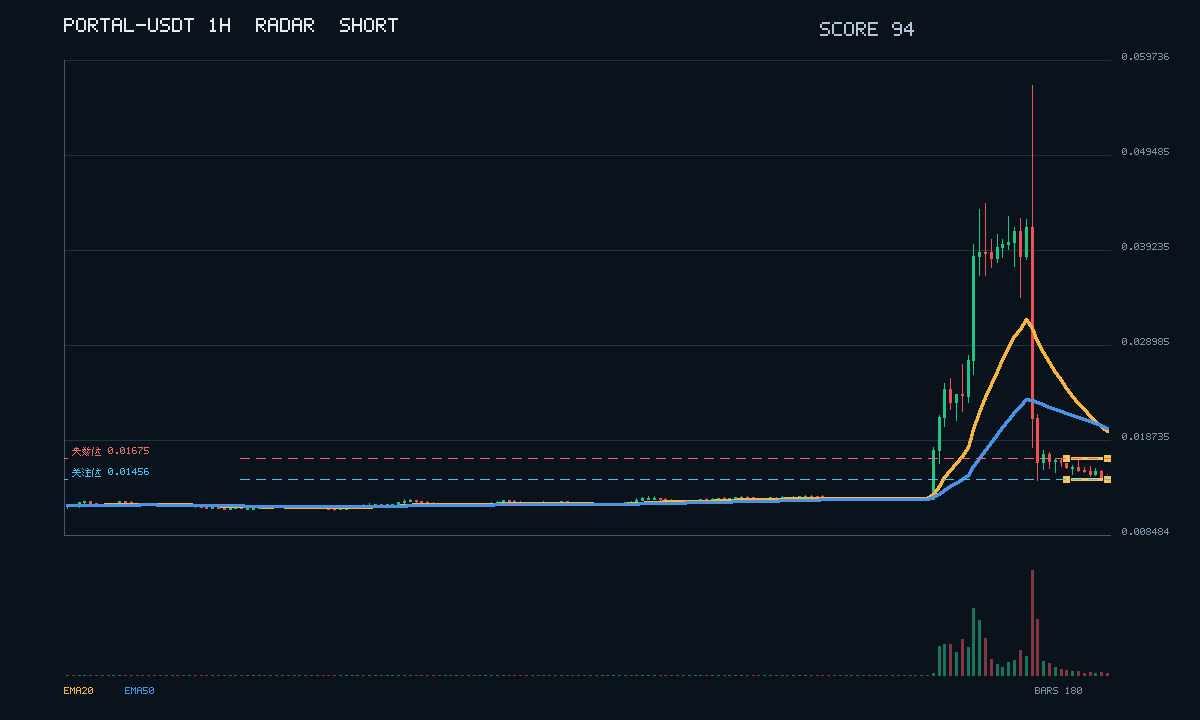 PORTAL-USDT 1H RADAR SHORT
SCORE 94
0.059736
0.049485
0.039235
0.028985
0.018735
0.008484
失效位 0.01675
关注位 0.01456
EMA20 EMA50
BARS 180